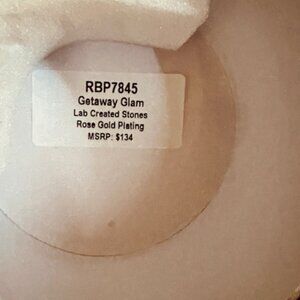 RBP7845
Getaway Glam
Lab Created Stones
Rose Gold Plating
MSRP: $134